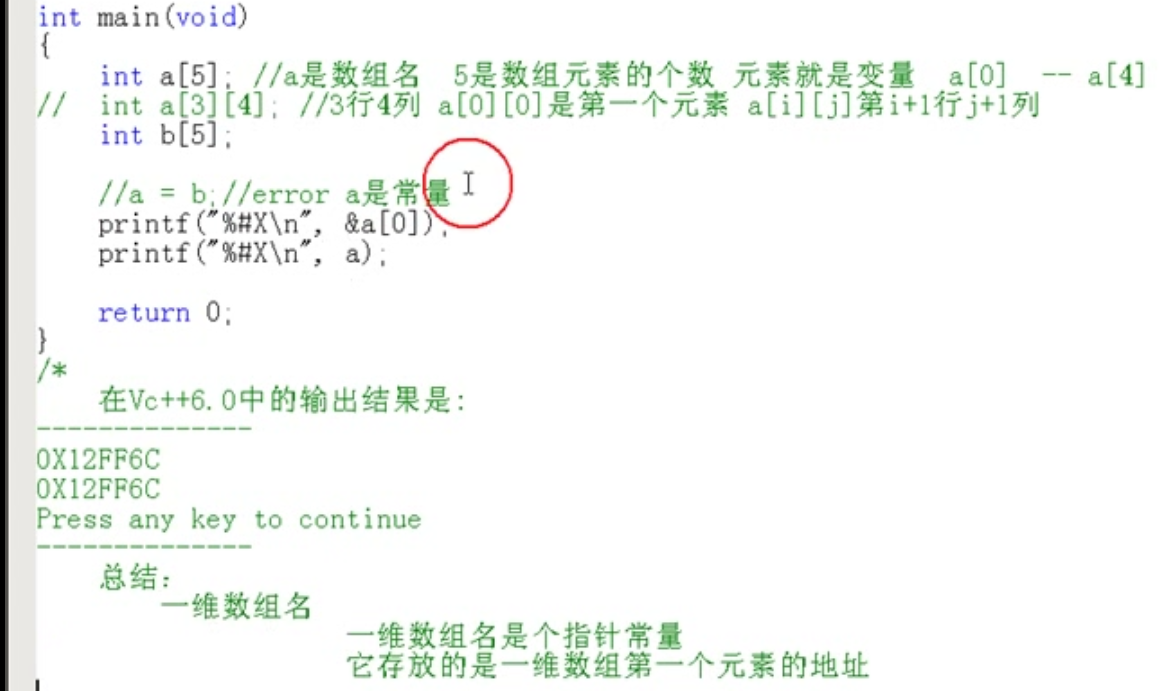 int main(void)
{
int a[5]; //a是数组名 5是数组元素的个数 元素就是变量 a[0] -- a[4]
// int a[3][4]; //3行4列 a[0][0]是第一个元素 a[i][j]第i+1行j+1列
int b[5];
//a = b;//error a是常量
printf("%#X\n", &a[0]);
printf("%#X\n", a);
return 0;
}
/*
在Vc++6.0中的输出结果是:
--------------
0X12FF6C
0X12FF6C
Press any key to continue
--------------
总结:
一维数组名
一维数组名是个指针常量
它存放的是一维数组第一个元素的地址